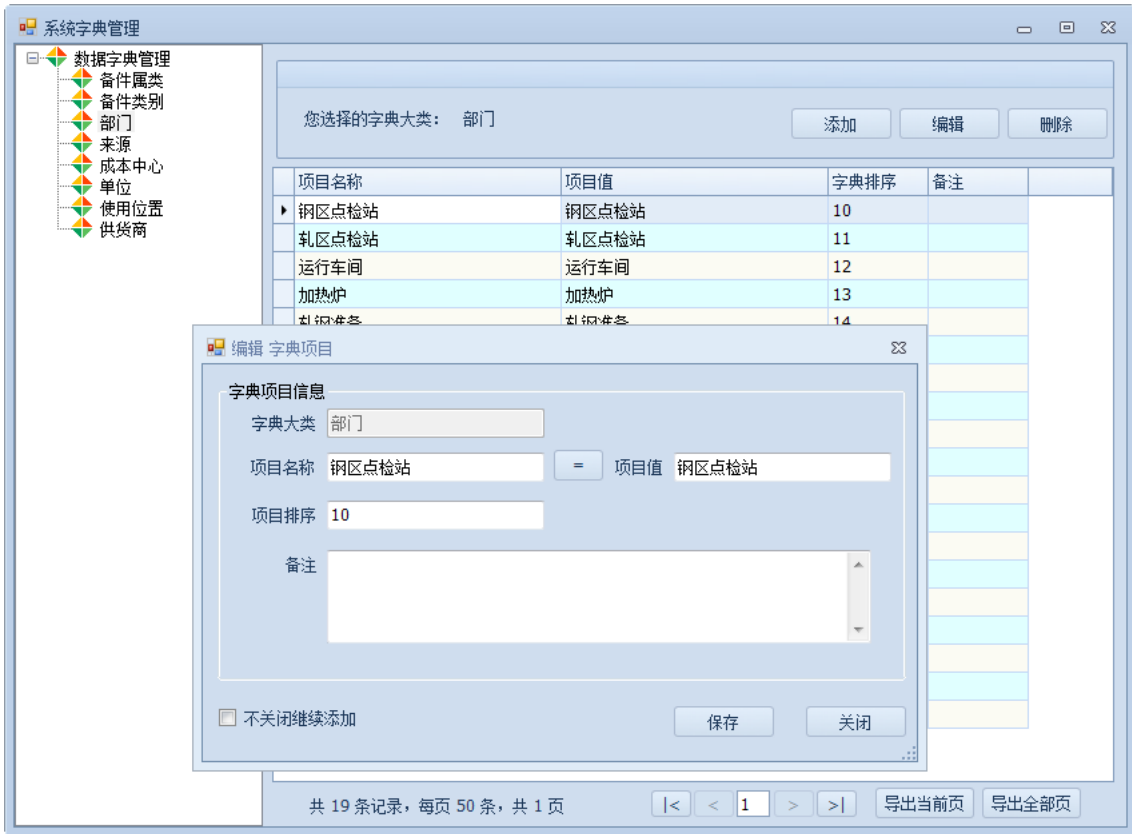 系统字典管理
数据字典管理
备件属类
备件类别
部门
来源
成本中心
单位
使用位置
供货商
您选择的字典大类： 部门
添加 编辑 删除
项目名称 项目值 字典排序 备注
钢区点检站 钢区点检站 10
轧区点检站 轧区点检站 11
运行车间 运行车间 12
加热炉 加热炉 13
轧钢准备 轧钢准备 14
编辑 字典项目
字典项目信息
字典大类 部门
项目名称 钢区点检站 = 项目值 钢区点检站
项目排序 10
备注
不关闭继续添加 保存 关闭
共 19 条记录，每页 50 条，共 1 页 |< < 1 > >| 导出当前页 导出全部页